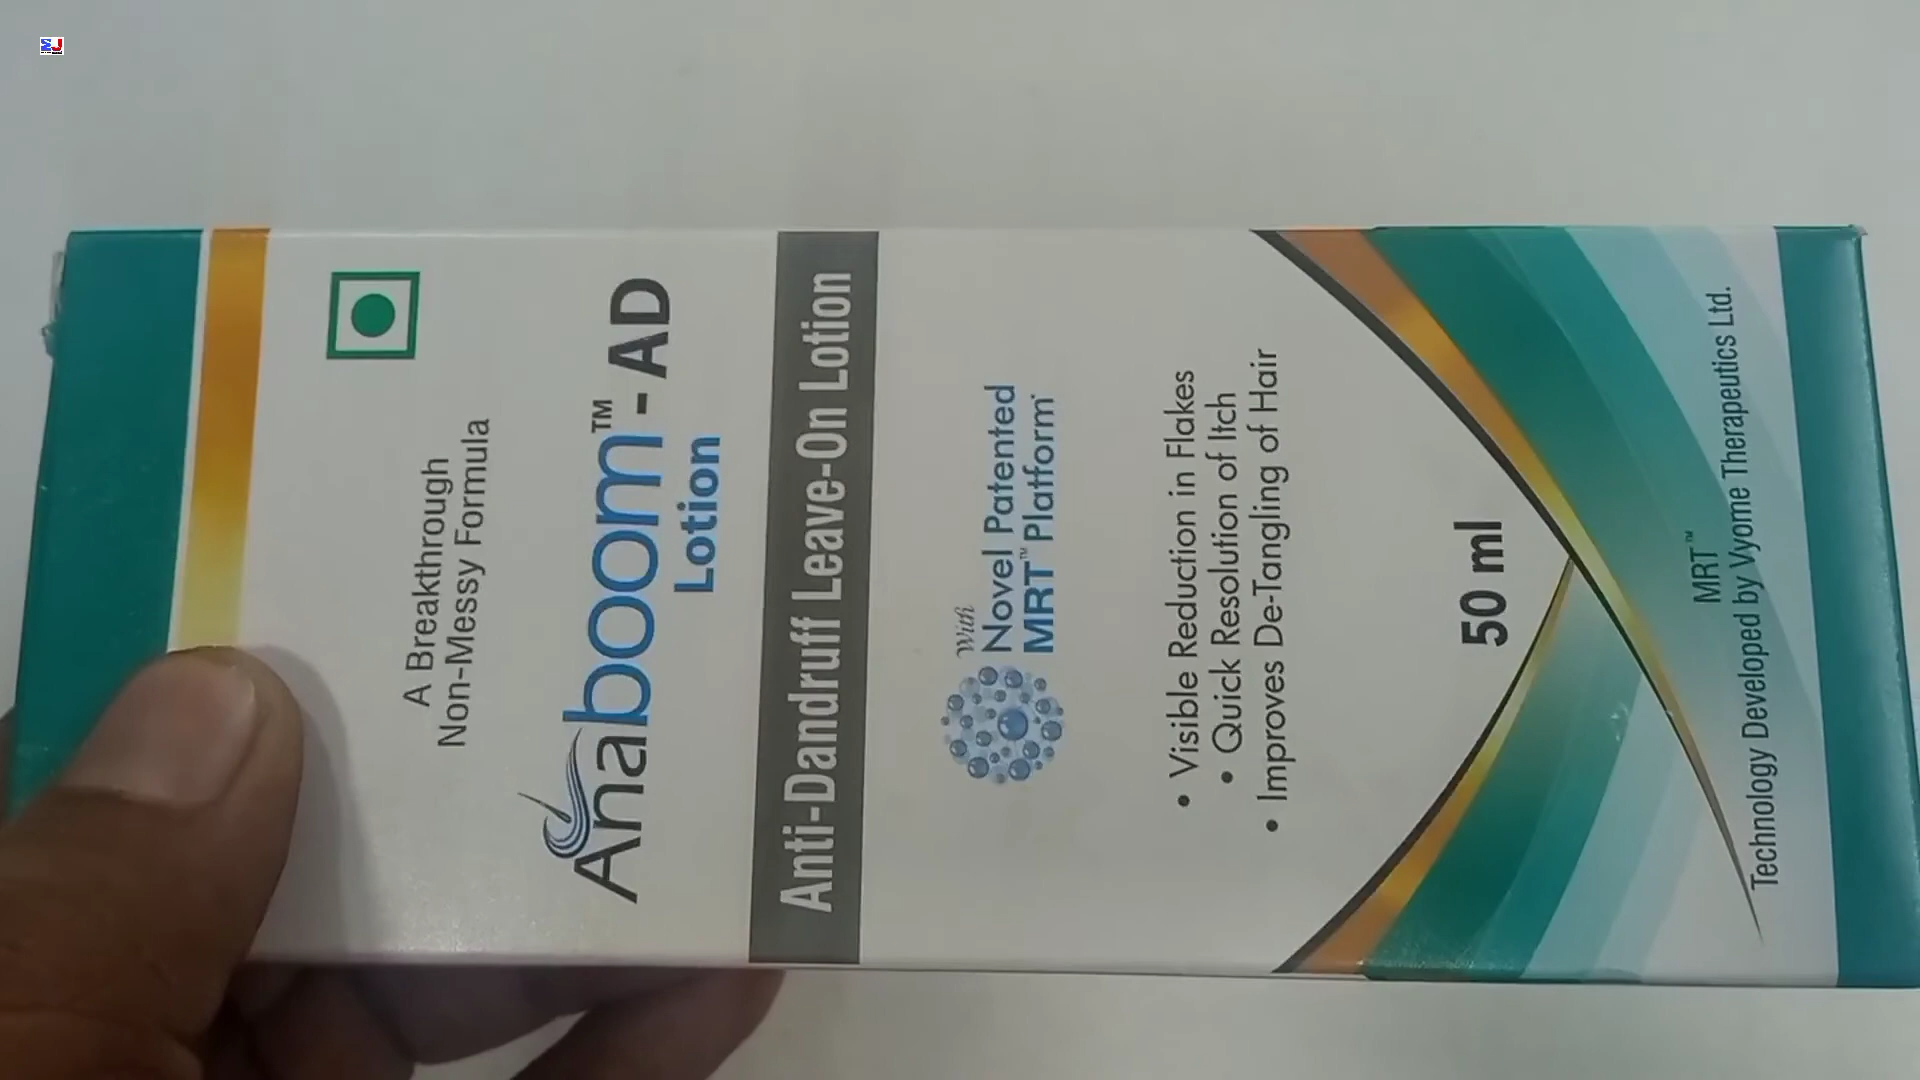 MJ
A Breakthrough
Non-Messy Formula
Anaboom™ - AD
Lotion
Anti-Dandruff Leave-On Lotion
With
Novel Patented
MRT™ Platform*
• Visible Reduction in Flakes
• Quick Resolution of Itch
• Improves De-Tangling of Hair
50 ml
MRT™
Technology Developed by Vyome Therapeutics Ltd.